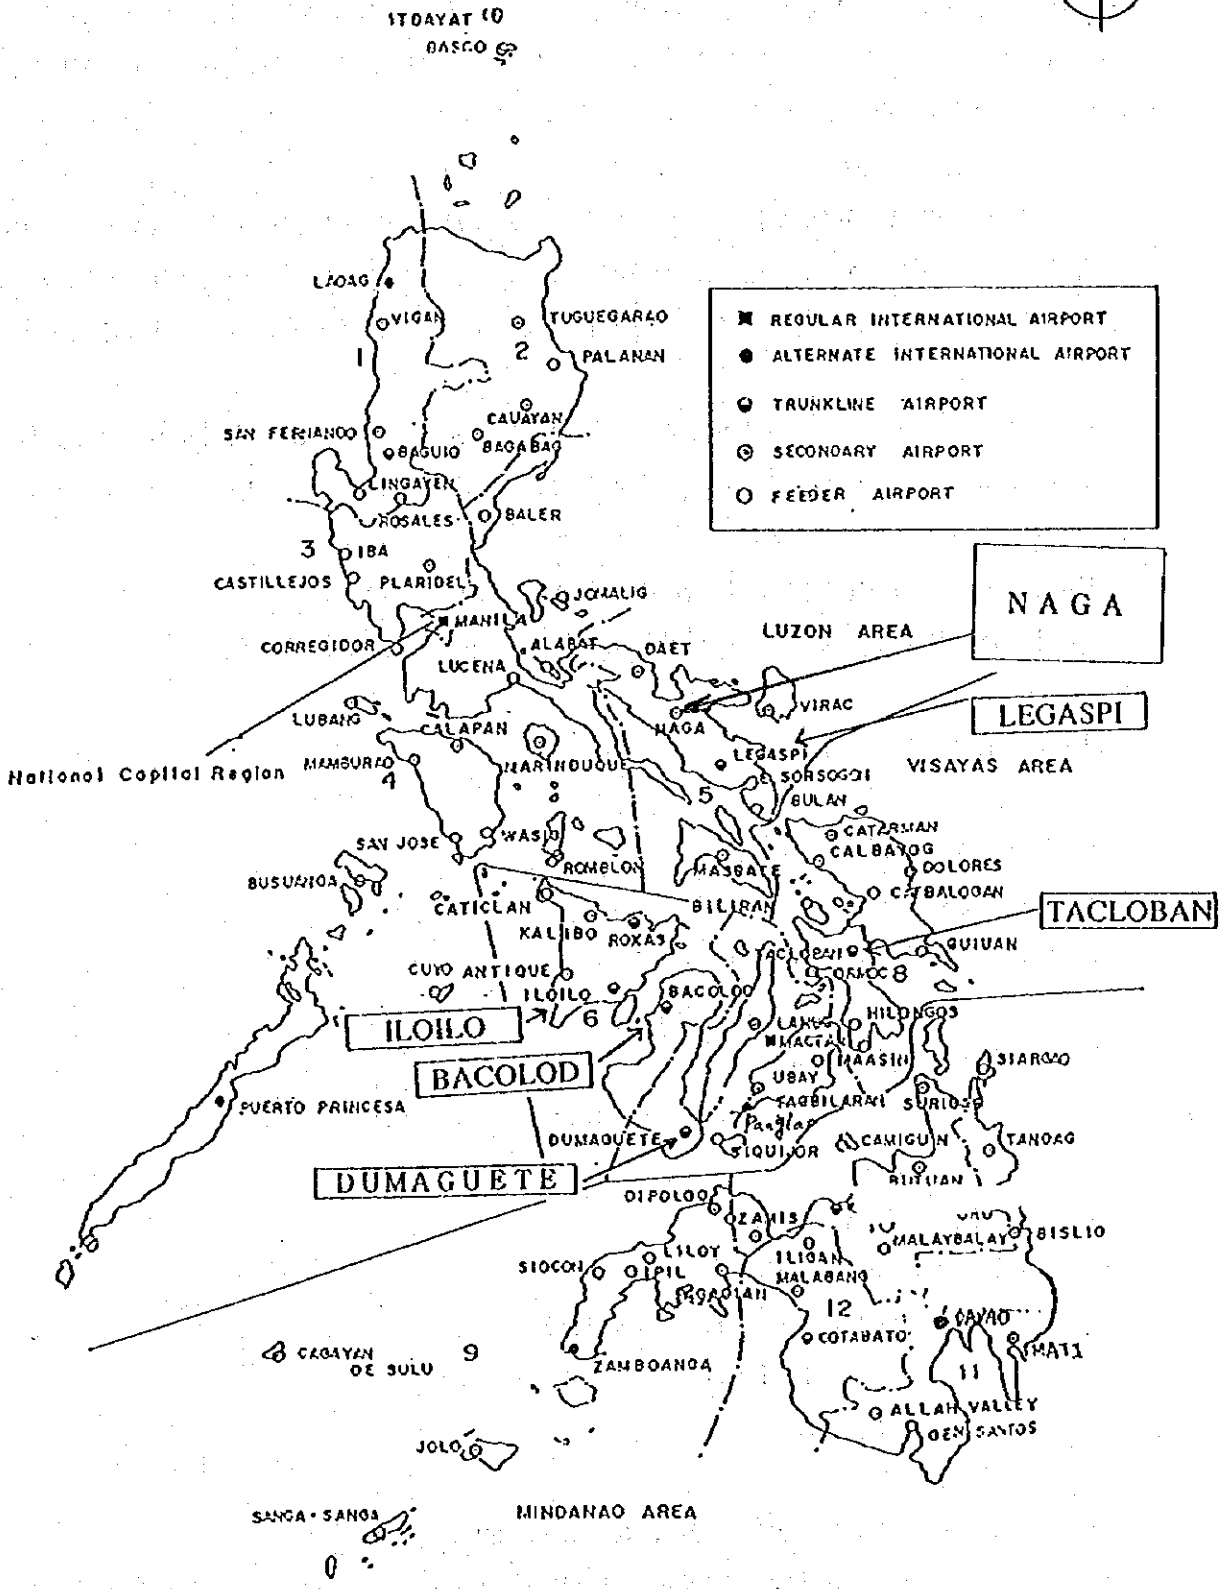 ITBAYAT
BASCO
LAOAG
VIGAN
TUGUEGARAO
1
2
PALANAN
REGULAR INTERNATIONAL AIRPORT
ALTERNATE INTERNATIONAL AIRPORT
TRUNKLINE AIRPORT
SECONDARY AIRPORT
FEEDER AIRPORT
CAUAYAN
SAN FERNANDO
BAGUIO
BAGABAG
LINGAYEN
ROSALES
BALER
3
IBA
CASTILLEJOS
PLARIDEL
JOMALIG
NAGA
MANILA
LUZON AREA
CORREGIDOR
ALABAT
DAET
LUCENA
LUBANG
VIRAC
LEGASPI
CALAPAN
NAGA
National Capital Region
MAMBURAO
4
MARINDUQUE
LEGASPI
VISAYAS AREA
SORSOGON
5
BULAN
SAN JOSE
WASIG
CATARMAN
CALBAYOG
ROMBLON
MASBATE
DOLORES
BUSUANGA
CATBALOGAN
CATICLAN
BILIRAN
TACLOBAN
KALIBO
ROXAS
TACLOBAN
GUIUAN
CUYO
ANTIQUE
ORMOC
8
ILOILO
BACOLOD
6
ILOILO
LAHUG
HILONGOS
MACTAN
MAASIN
SIARGAO
BACOLOD
UBAY
PUERTO PRINCESA
TAGBILARAN
SURIGAO
Panglao
DUMAGUETE
SIQUIJOR
CAMIGUIN
TANDAG
DUMAGUETE
BUTUAN
DIPOLOG
OZAMIS
10
MALAYBALAY
BISLIG
SIOCON
LILOY
ILIGAN
IPIL
PAGADIAN
MALABANG
12
DAVAO
COTABATO
MATI
CAGAYAN
DE SULU
9
ZAMBOANGA
11
ALLAH VALLEY
GEN SANTOS
JOLO
SANGA-SANGA
MINDANAO AREA